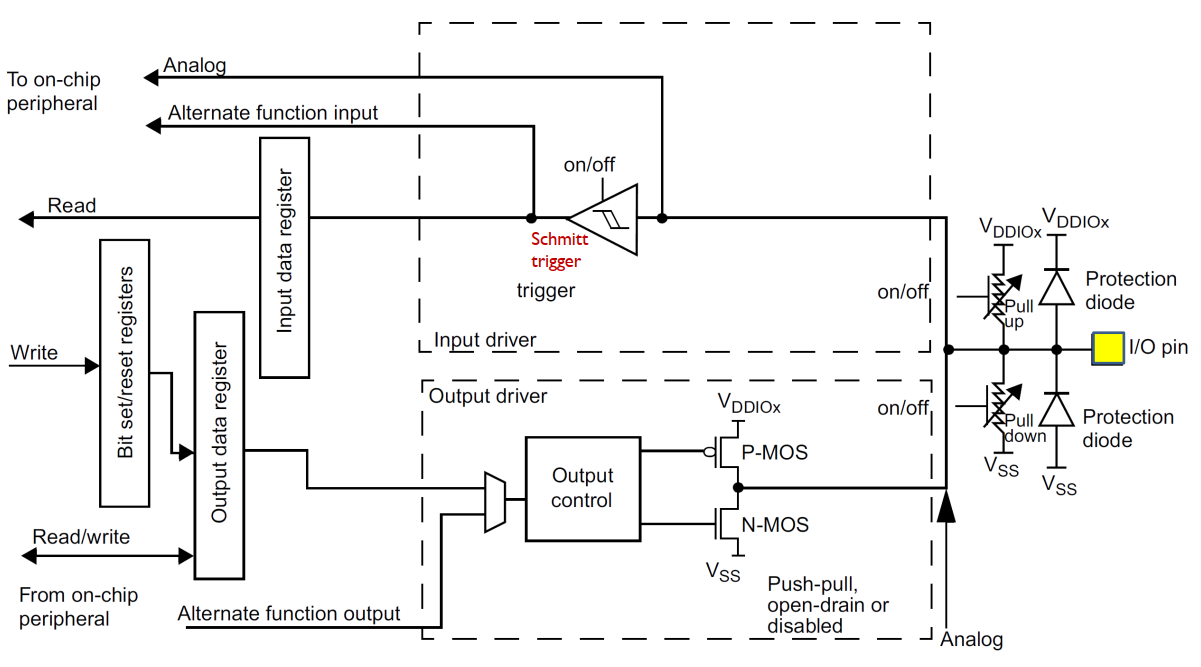 To on-chip
peripheral
Analog
Alternate function input
on/off
Read
Input data register
Schmitt
trigger
trigger
Input driver
Bit set/reset registers
Output data register
Write
Read/write
From on-chip
peripheral
Alternate function output
Output driver
Output
control
VDDIOx
P-MOS
N-MOS
VSS
Push-pull,
open-drain or
disabled
Analog
on/off
VDDIOx
Pull
up
VDDIOx
Protection
diode
I/O pin
on/off
Pull
down
VSS
Protection
diode
VSS